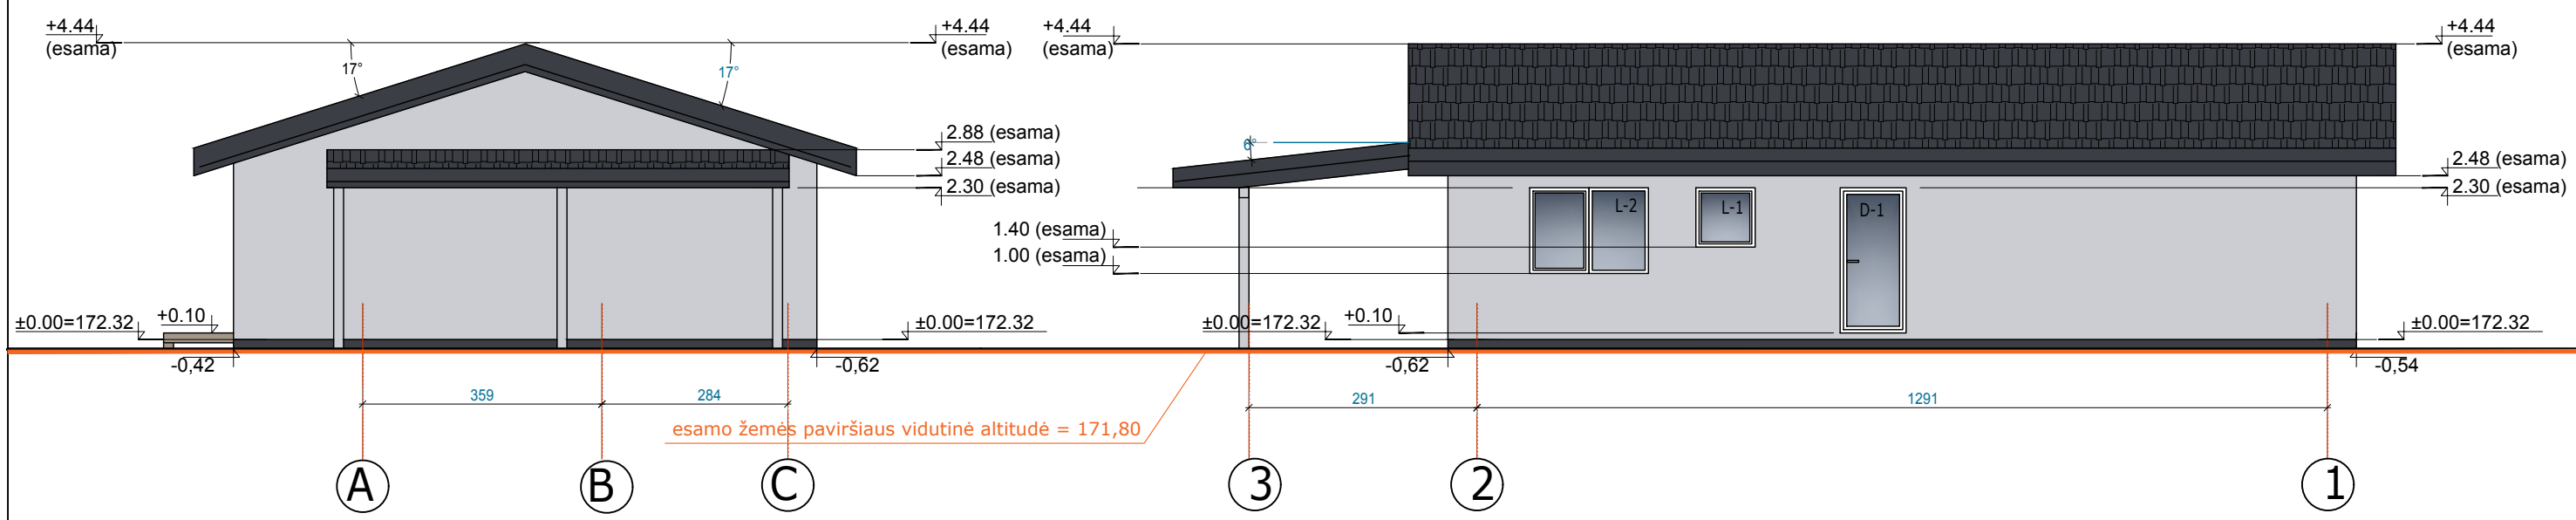 +4.44
(esama)
17°
17°
+4.44
(esama)
2.88 (esama)
2.48 (esama)
2.30 (esama)
±0.00=172.32
+0.10
-0,42
±0.00=172.32
-0,62
359
284
esamo žemės paviršiaus vidutinė altitudė = 171,80
A
B
C
+4.44
(esama)
6°
1.40 (esama)
1.00 (esama)
L-2
L-1
D-1
+4.44
(esama)
2.48 (esama)
2.30 (esama)
±0.00=172.32
+0.10
-0,62
±0.00=172.32
-0,54
291
1291
3
2
1